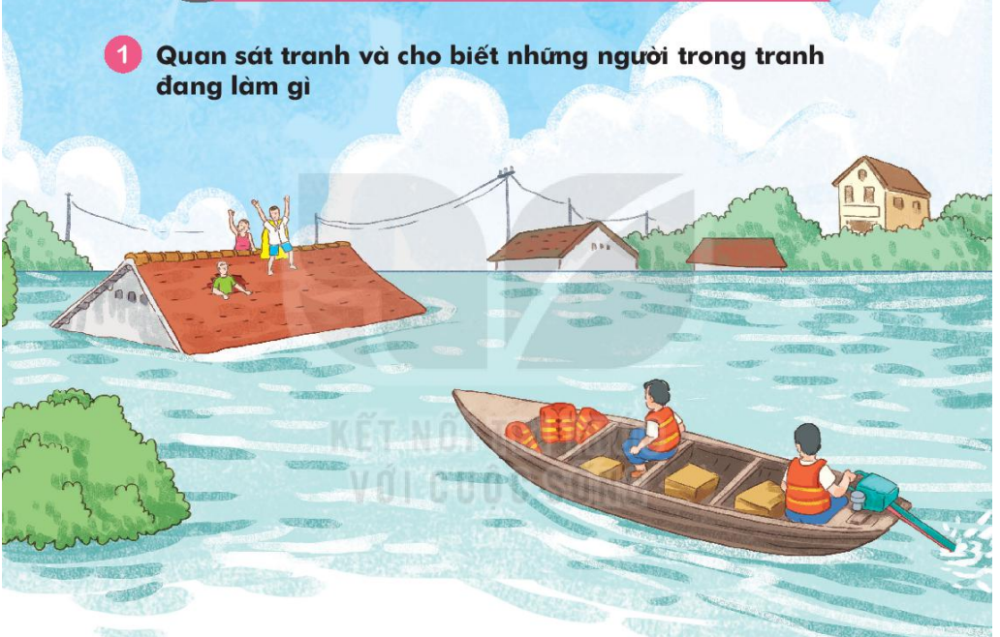 1 Quan sát tranh và cho biết những người trong tranh
đang làm gì
KẾT NỐI TRI THỨC
VỚI CUỘC SỐNG